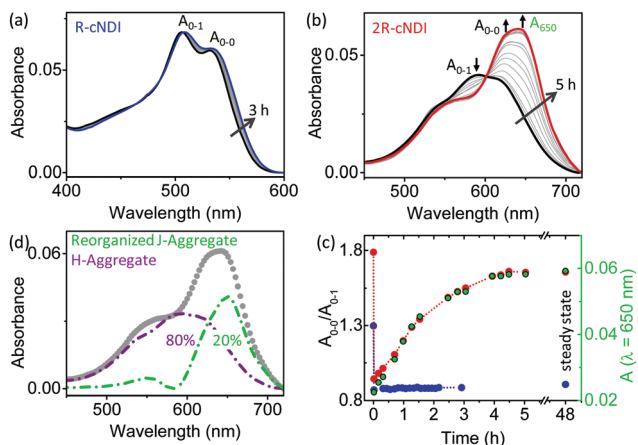 (a)
R-cNDI
A0-1
A0-0
3 h
0.05
0.00
Absorbance
400 500 600
Wavelength (nm)
(b)
2R-cNDI
A0-0
A650
A0-1
5 h
0.05
0.00
Absorbance
500 600 700
Wavelength (nm)
(d)
Reorganized J-Aggregate
H-Aggregate
80%
20%
0.06
0.00
Absorbance
500 600 700
Wavelength (nm)
(c)
1.8
1.3
0.8
A0-0/A0-1
steady state
0.06
0.04
0.02
A (λ = 650 nm)
0 1 2 3 4 5 48
Time (h)